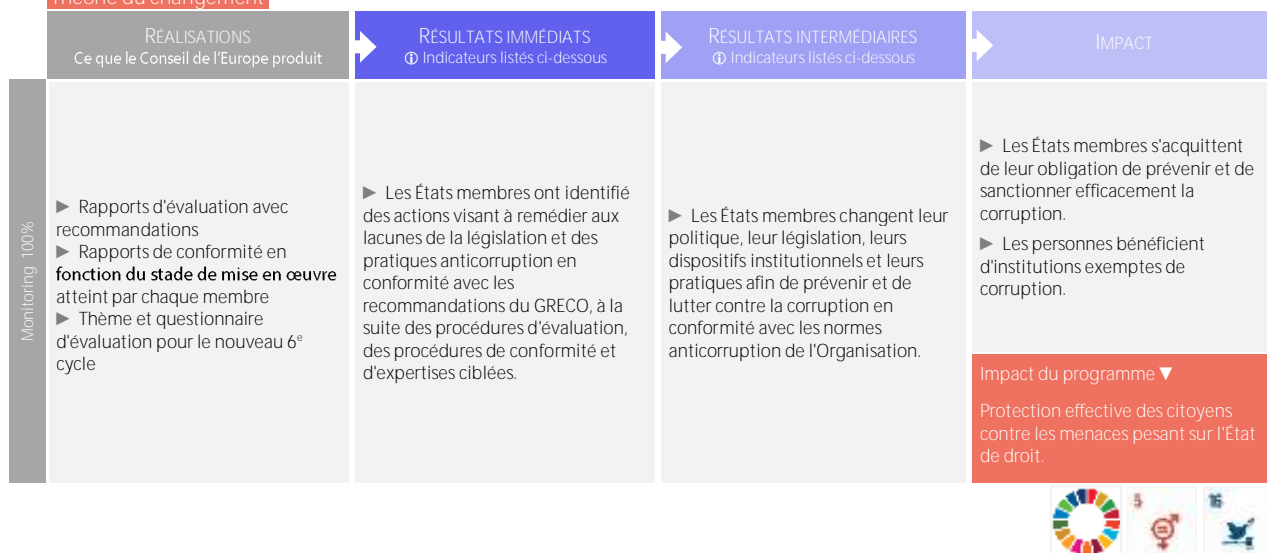 Théorie du changement
RÉALISATIONS
Ce que le Conseil de l'Europe produit
RÉSULTATS IMMÉDIATS
ⓘ Indicateurs listés ci-dessous
RÉSULTATS INTERMÉDIAIRES
ⓘ Indicateurs listés ci-dessous
IMPACT
Monitoring 100%
► Rapports d'évaluation avec
recommandations
► Rapports de conformité en
fonction du stade de mise en œuvre
atteint par chaque membre
► Thème et questionnaire
d'évaluation pour le nouveau 6e
cycle
► Les États membres ont identifié
des actions visant à remédier aux
lacunes de la législation et des
pratiques anticorruption en
conformité avec les
recommandations du GRECO, à la
suite des procédures d'évaluation,
des procédures de conformité et
d'expertises ciblées.
► Les États membres changent leur
politique, leur législation, leurs
dispositifs institutionnels et leurs
pratiques afin de prévenir et de
lutter contre la corruption en
conformité avec les normes
anticorruption de l'Organisation.
► Les États membres s'acquittent
de leur obligation de prévenir et de
sanctionner efficacement la
corruption.
► Les personnes bénéficient
d'institutions exemptes de
corruption.
Impact du programme ▼
Protection effective des citoyens
contre les menaces pesant sur l'État
de droit.
5
16